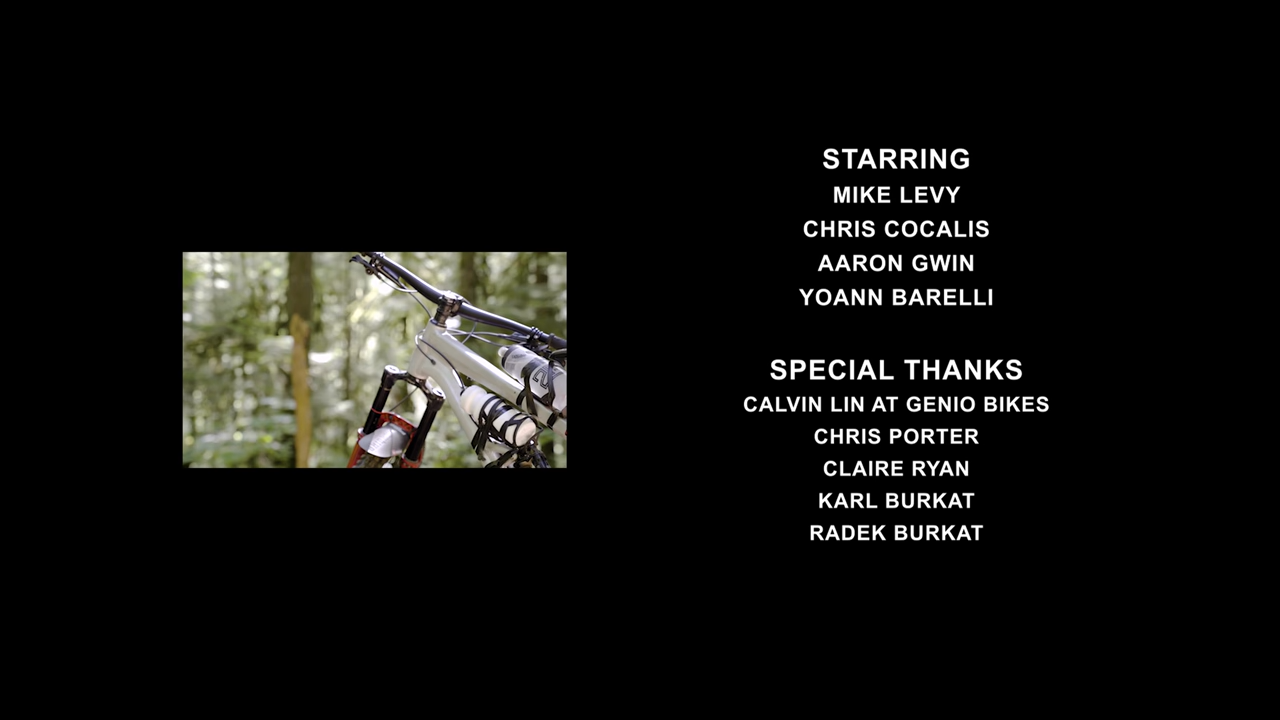 STARRING
MIKE LEVY
CHRIS COCALIS
AARON GWIN
YOANN BARELLI
SPECIAL THANKS
CALVIN LIN AT GENIO BIKES
CHRIS PORTER
CLAIRE RYAN
KARL BURKAT
RADEK BURKAT